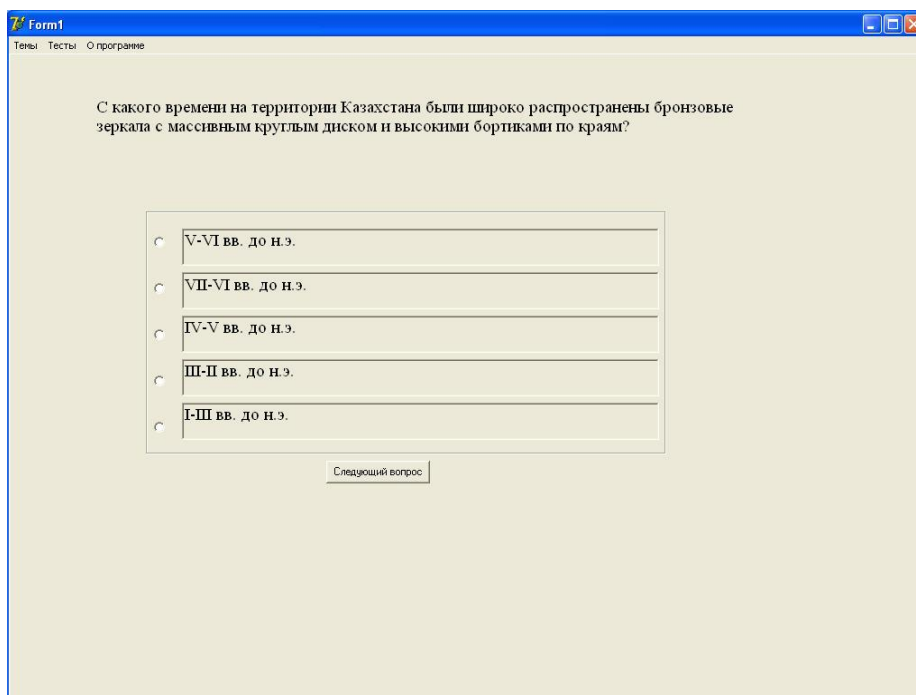 Form1
Темы Тесты О программе
С какого времени на территории Казахстана были широко распространены бронзовые
зеркала с массивным круглым диском и высокими бортиками по краям?
V-VI вв. до н.э.
VII-VI вв. до н.э.
IV-V вв. до н.э.
III-II вв. до н.э.
I-III вв. до н.э.
Следующий вопрос